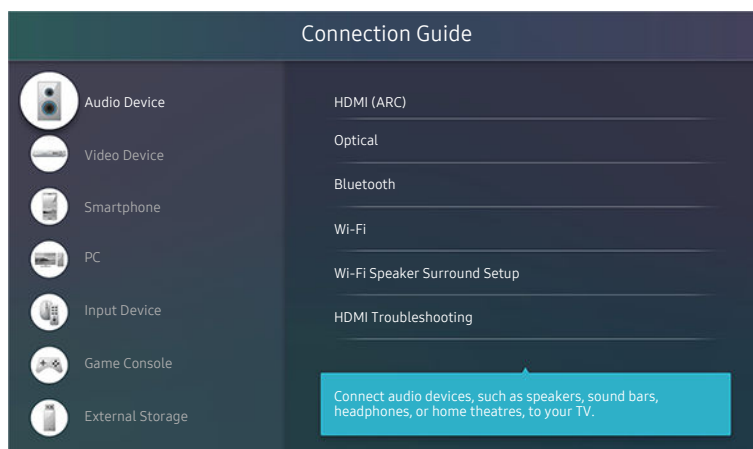 Connection Guide
Audio Device
Video Device
Smartphone
PC
Input Device
Game Console
External Storage
HDMI (ARC)
Optical
Bluetooth
Wi-Fi
Wi-Fi Speaker Surround Setup
HDMI Troubleshooting
Connect audio devices, such as speakers, sound bars,
headphones, or home theatres, to your TV.